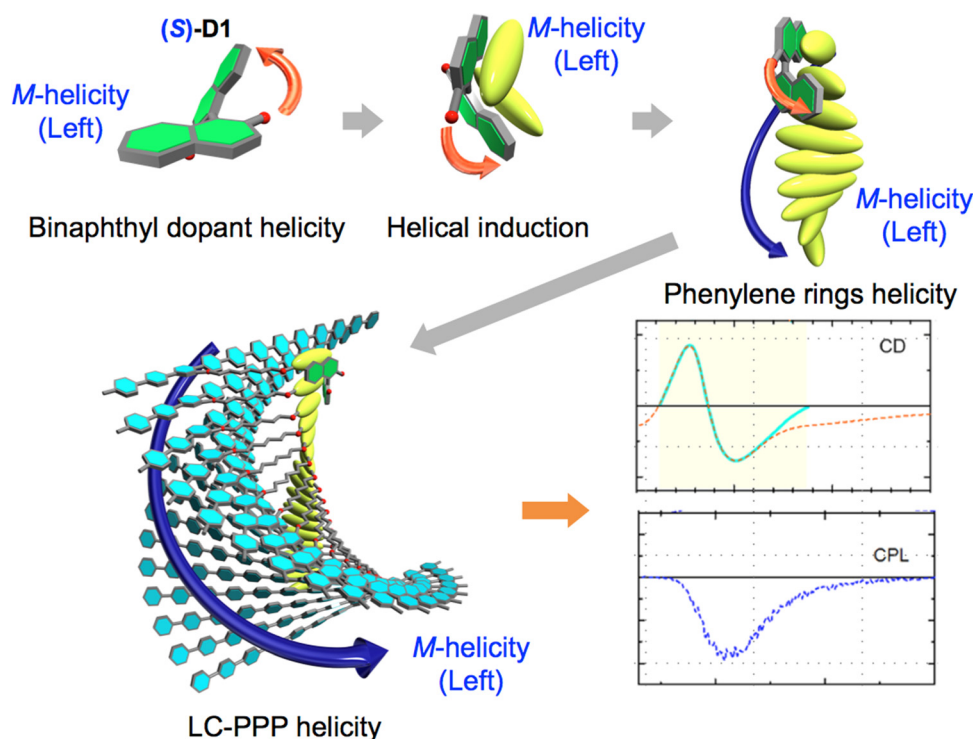 (S)-D1
M-helicity
(Left)
Binaphthyl dopant helicity
M-helicity
(Left)
Helical induction
M-helicity
(Left)
Phenylene rings helicity
M-helicity
(Left)
LC-PPP helicity
CD
CPL